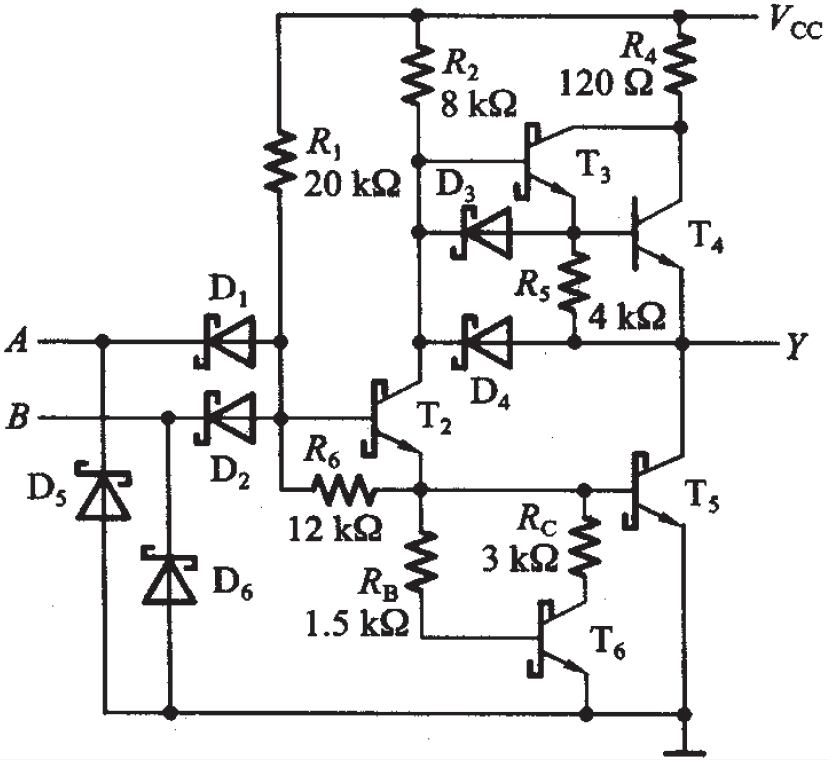 V_CC
R_2
8 kΩ
R_4
120 Ω
R_1
20 kΩ
T_3
D_3
T_4
D_1
R_5
4 kΩ
A
Y
D_4
T_2
B
D_2
R_6
D_5
T_5
12 kΩ
R_C
3 kΩ
D_6
R_B
1.5 kΩ
T_6